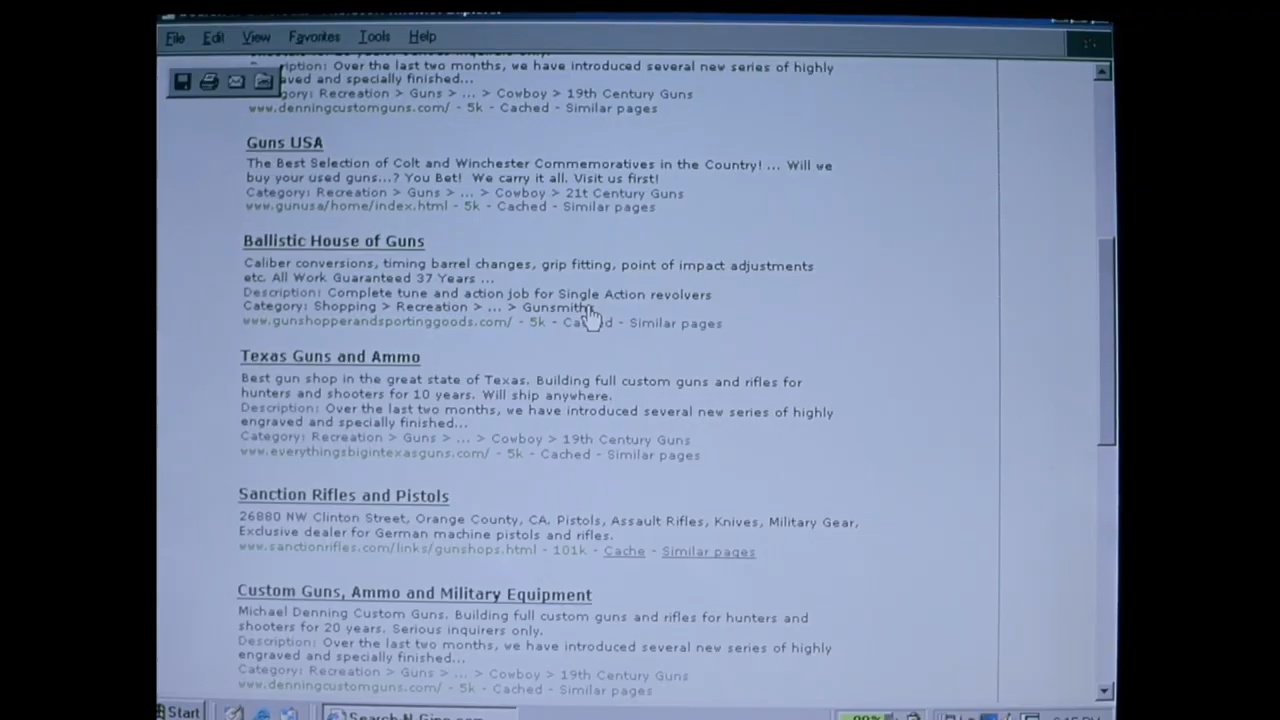 File Edit View Favorites Tools Help
Over the last two months, we have introduced several new series of highly
and specially finished...
Recreation > Guns > ... > Cowboy > 19th Century Guns
www.denningcustomguns.com/ - 5k - Cached - Similar pages
Guns USA
The Best Selection of Colt and Winchester Commemoratives in the Country! ... Will we
buy your used guns...? You Bet! We carry it all. Visit us first!
Category: Recreation > Guns > ... > Cowboy > 21t Century Guns
www.gunusa/home/index.html - 5k - Cached - Similar pages
Ballistic House of Guns
Caliber conversions, timing barrel changes, grip fitting, point of impact adjustments
etc. All Work Guaranteed 37 Years ...
Description: Complete tune and action job for Single Action revolvers
Category: Shopping > Recreation > ... > Gunsmiths
www.gunshopperandsportinggoods.com/ - 5k - Cached - Similar pages
Texas Guns and Ammo
Best gun shop in the great state of Texas. Building full custom guns and rifles for
hunters and shooters for 10 years. Will ship anywhere.
Description: Over the last two months, we have introduced several new series of highly
engraved and specially finished...
Category: Recreation > Guns > ... > Cowboy > 19th Century Guns
www.everythingsbigintexasguns.com/ - 5k - Cached - Similar pages
Sanction Rifles and Pistols
26880 NW Clinton Street, Orange County, CA. Pistols, Assault Rifles, Knives, Military Gear,
Exclusive dealer for German machine pistols and rifles.
www.sanctionrifles.com/links/gunshops.html - 101k - Cache - Similar pages
Custom Guns, Ammo and Military Equipment
Michael Denning Custom Guns. Building full custom guns and rifles for hunters and
shooters for 20 years. Serious inquirers only.
Description: Over the last two months, we have introduced several new series of highly
engraved and specially finished...
Category: Recreation > Guns > ... > Cowboy > 19th Century Guns
www.denningcustomguns.com/ - 5k - Cached - Similar pages
Start